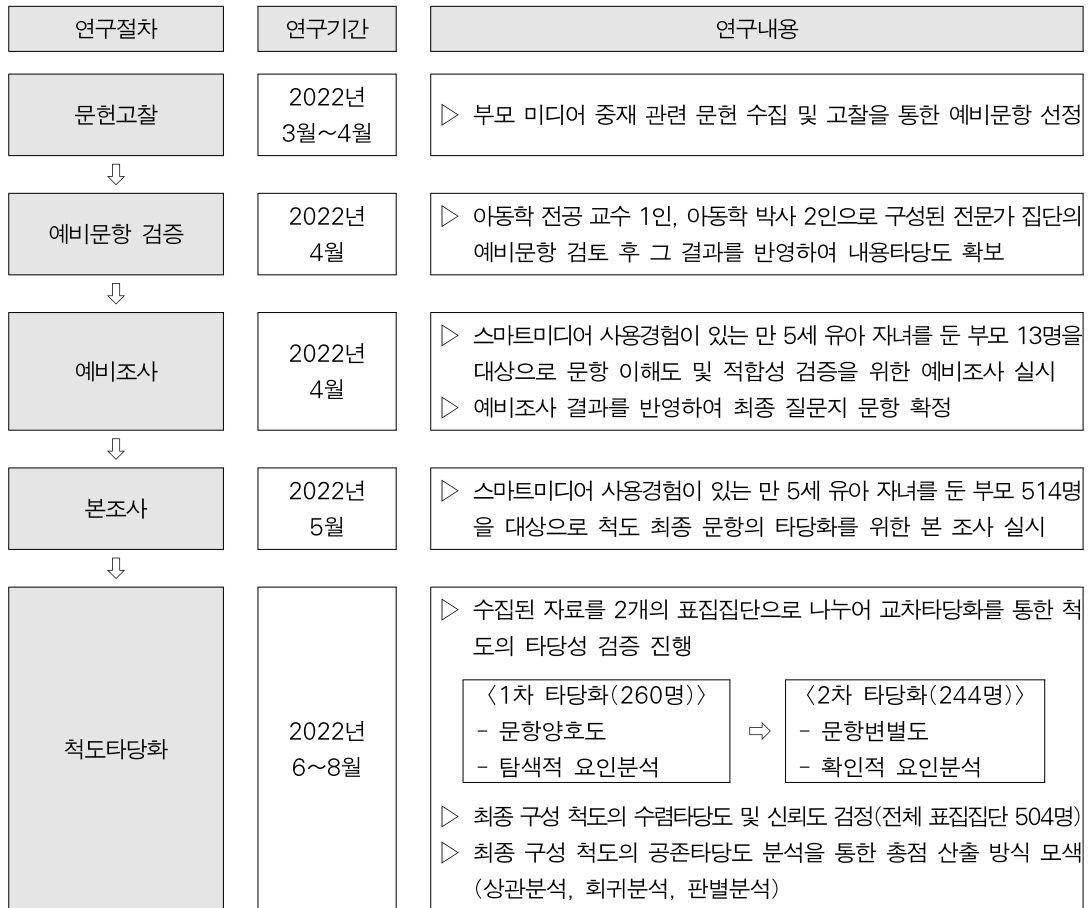 연구절차 연구기간 연구내용
문헌고찰
2022년
3월~4월
▷ 부모 미디어 중재 관련 문헌 수집 및 고찰을 통한 예비문항 선정
⇩
예비문항 검증
2022년
4월
▷ 아동학 전공 교수 1인, 아동학 박사 2인으로 구성된 전문가 집단의
예비문항 검토 후 그 결과를 반영하여 내용타당도 확보
⇩
예비조사
2022년
4월
▷ 스마트미디어 사용경험이 있는 만 5세 유아 자녀를 둔 부모 13명을
대상으로 문항 이해도 및 적합성 검증을 위한 예비조사 실시
▷ 예비조사 결과를 반영하여 최종 질문지 문항 확정
⇩
본조사
2022년
5월
▷ 스마트미디어 사용경험이 있는 만 5세 유아 자녀를 둔 부모 514명
을 대상으로 척도 최종 문항의 타당화를 위한 본 조사 실시
⇩
척도타당화
2022년
6~8월
▷ 수집된 자료를 2개의 표집집단으로 나누어 교차타당화를 통한 척
도의 타당성 검증 진행
〈1차 타당화(260명)〉
- 문항양호도
- 탐색적 요인분석
⇨
〈2차 타당화(244명)〉
- 문항변별도
- 확인적 요인분석
▷ 최종 구성 척도의 수렴타당도 및 신뢰도 검정(전체 표집집단 504명)
▷ 최종 구성 척도의 공존타당도 분석을 통한 총점 산출 방식 모색
(상관분석, 회귀분석, 판별분석)